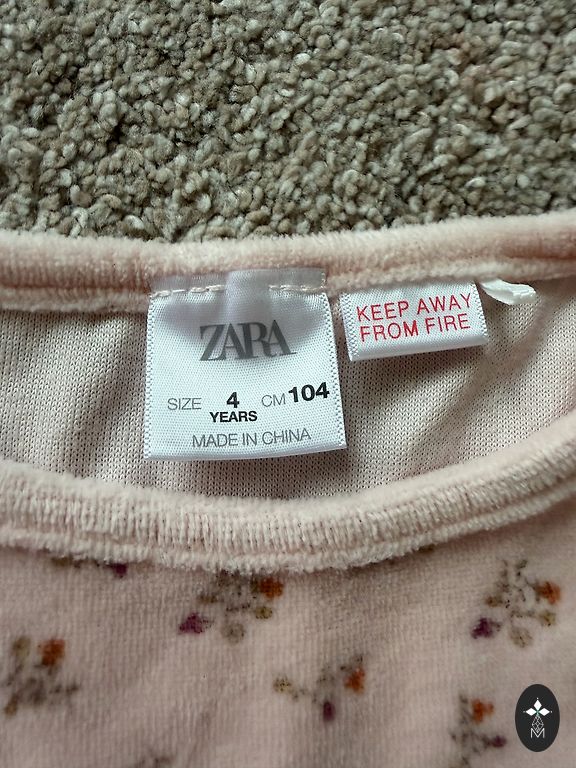 ZARA
SIZE 4 CM 104
YEARS
MADE IN CHINA
KEEP AWAY
FROM FIRE
M